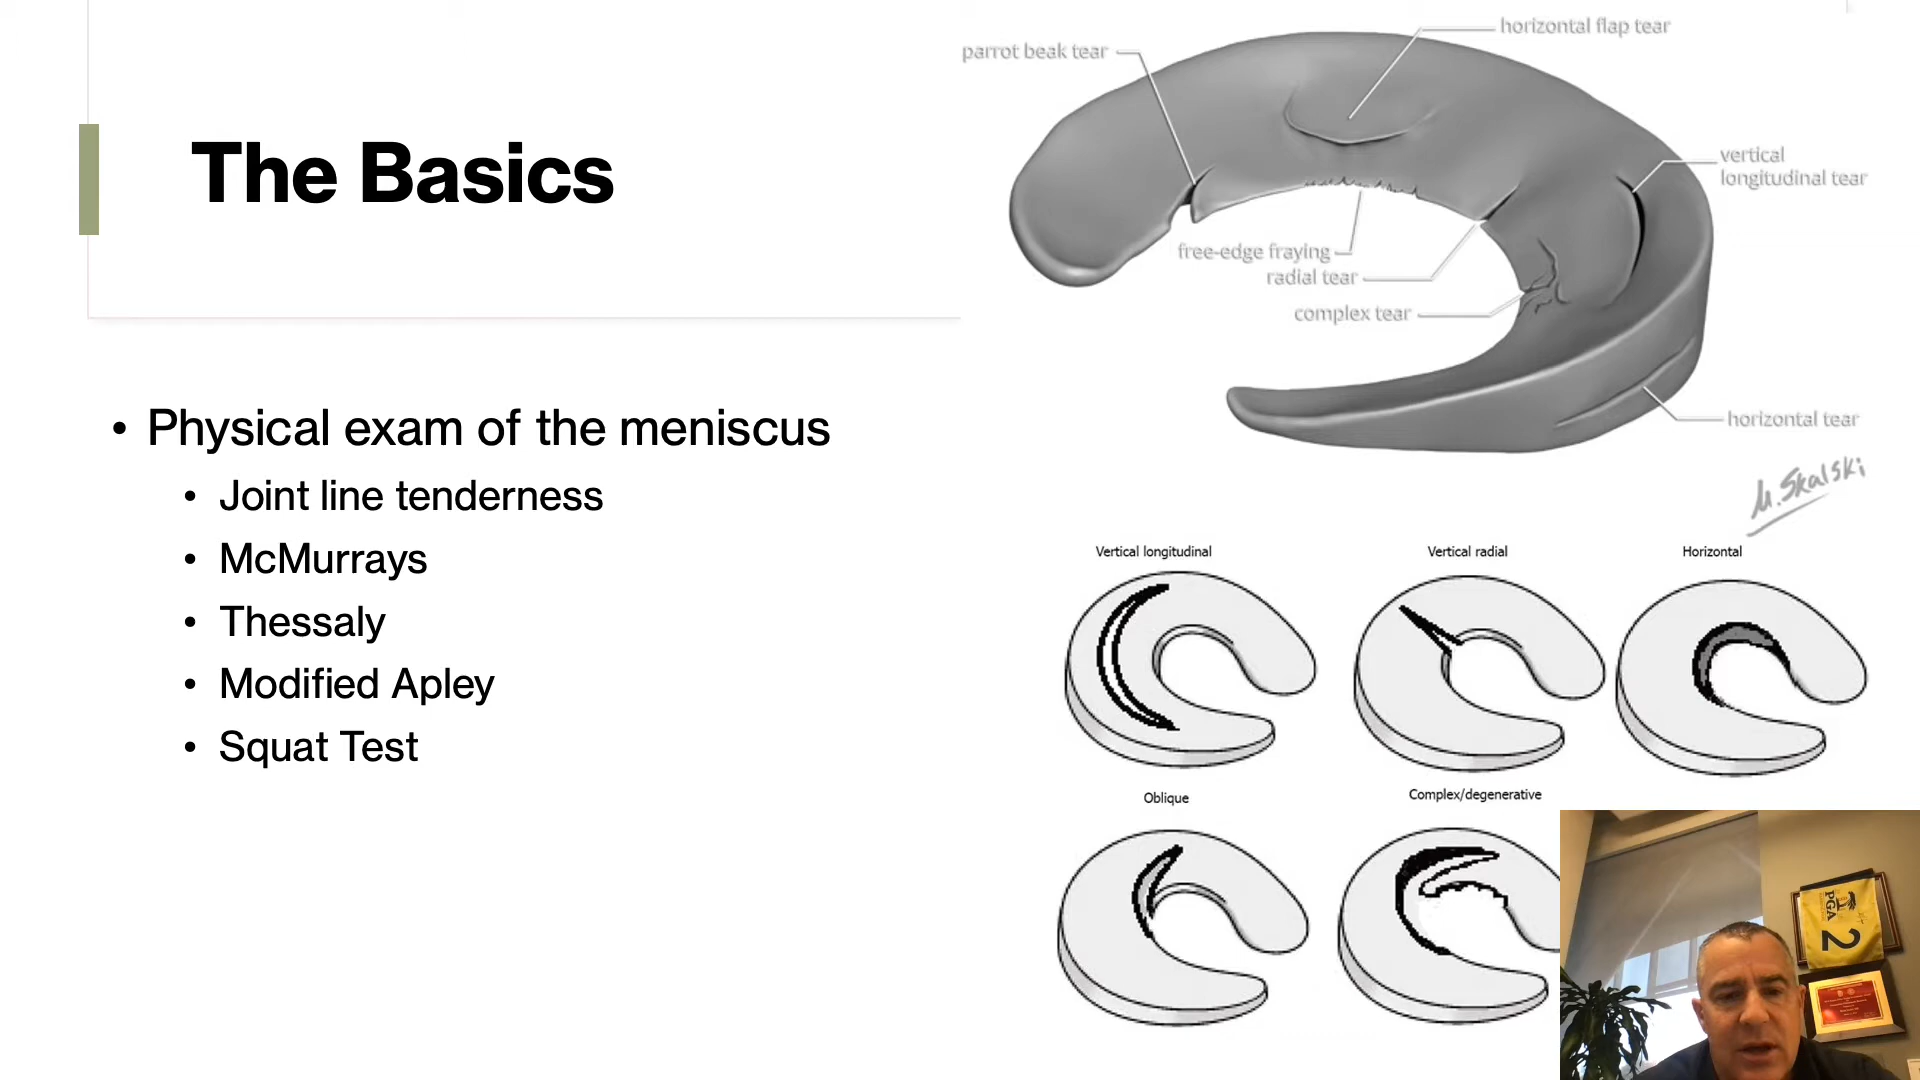 The Basics
• Physical exam of the meniscus
• Joint line tenderness
• McMurrays
• Thessaly
• Modified Apley
• Squat Test
horizontal flap tear
parrot beak tear
vertical
longitudinal tear
free-edge fraying
radial tear
complex tear
horizontal tear
M. Skalski
Vertical longitudinal
Vertical radial
Horizontal
Oblique
Complex/degenerative
PGA
2